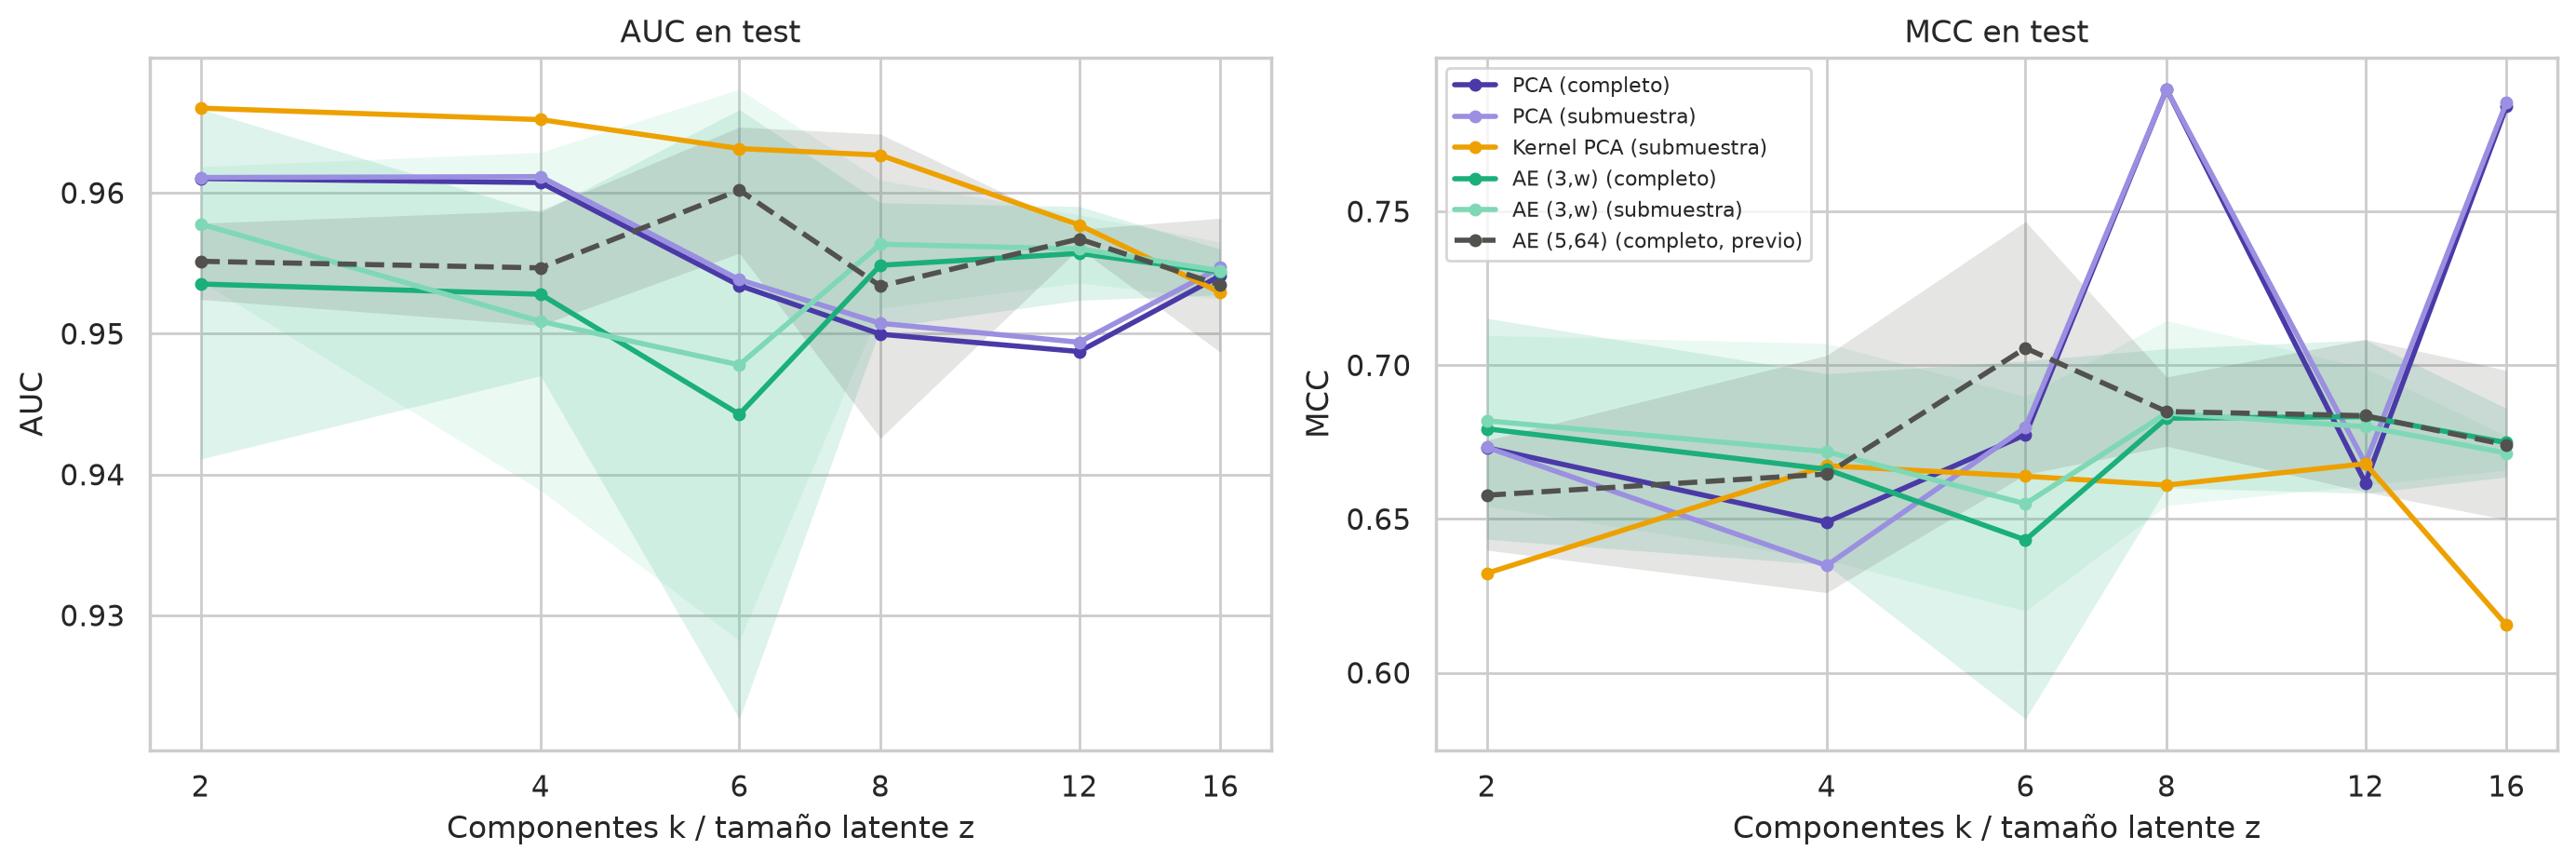 AUC en test
0.96
0.95
0.94
0.93
AUC
2 4 6 8 12 16
Componentes k / tamaño latente z
MCC en test
PCA (completo)
PCA (submuestra)
Kernel PCA (submuestra)
AE (3,w) (completo)
AE (3,w) (submuestra)
AE (5,64) (completo, previo)
0.75
0.70
0.65
0.60
MCC
2 4 6 8 12 16
Componentes k / tamaño latente z